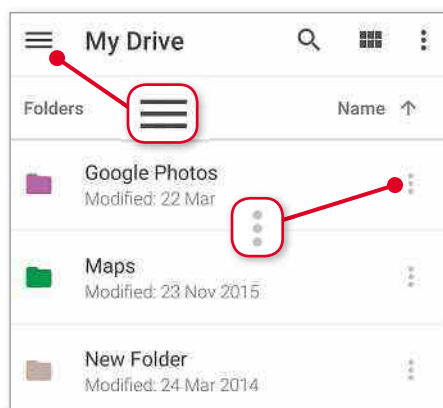 My Drive
Folders
Name
Google Photos
Modified: 22 Mar
Maps
Modified: 23 Nov 2015
New Folder
Modified: 24 Mar 2014